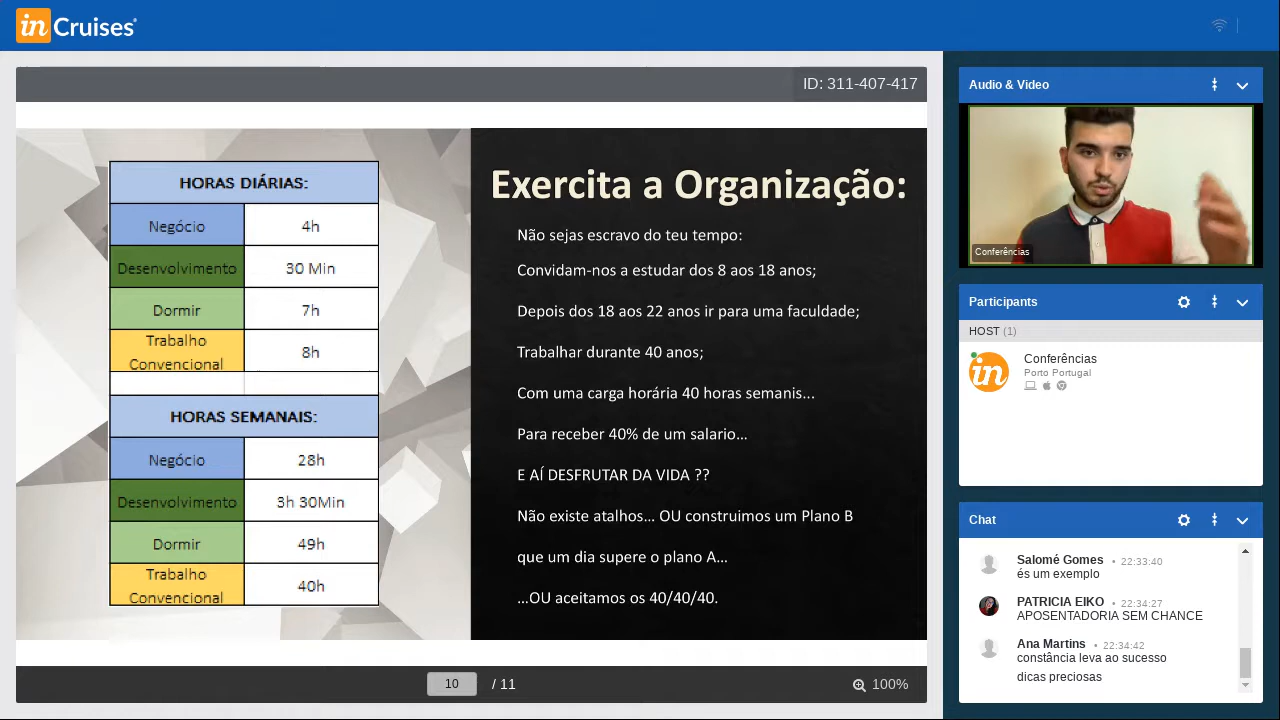 in Cruises
ID: 311-407-417
HORAS DIÁRIAS:
Negócio 4h
Desenvolvimento 30 Min
Dormir 7h
Trabalho
Convencional 8h
HORAS SEMANAIS:
Negócio 28h
Desenvolvimento 3h 30Min
Dormir 49h
Trabalho
Convencional 40h
Exercita a Organização:
Não sejas escravo do teu tempo:
Convidam-nos a estudar dos 8 aos 18 anos;
Depois dos 18 aos 22 anos ir para uma faculdade;
Trabalhar durante 40 anos;
Com uma carga horária 40 horas semanis...
Para receber 40% de um salario...
E AÍ DESFRUTAR DA VIDA ??
Não existe atalhos... OU construimos um Plano B
que um dia supere o plano A...
...OU aceitamos os 40/40/40.
10 / 11
100%
Audio & Video
Conferências
Participants
HOST (1)
in
Conferências
Porto Portugal
Chat
Salomé Gomes • 22:33:40
és um exemplo
PATRICIA EIKO • 22:34:27
APOSENTADORIA SEM CHANCE
Ana Martins • 22:34:42
constância leva ao sucesso
dicas preciosas